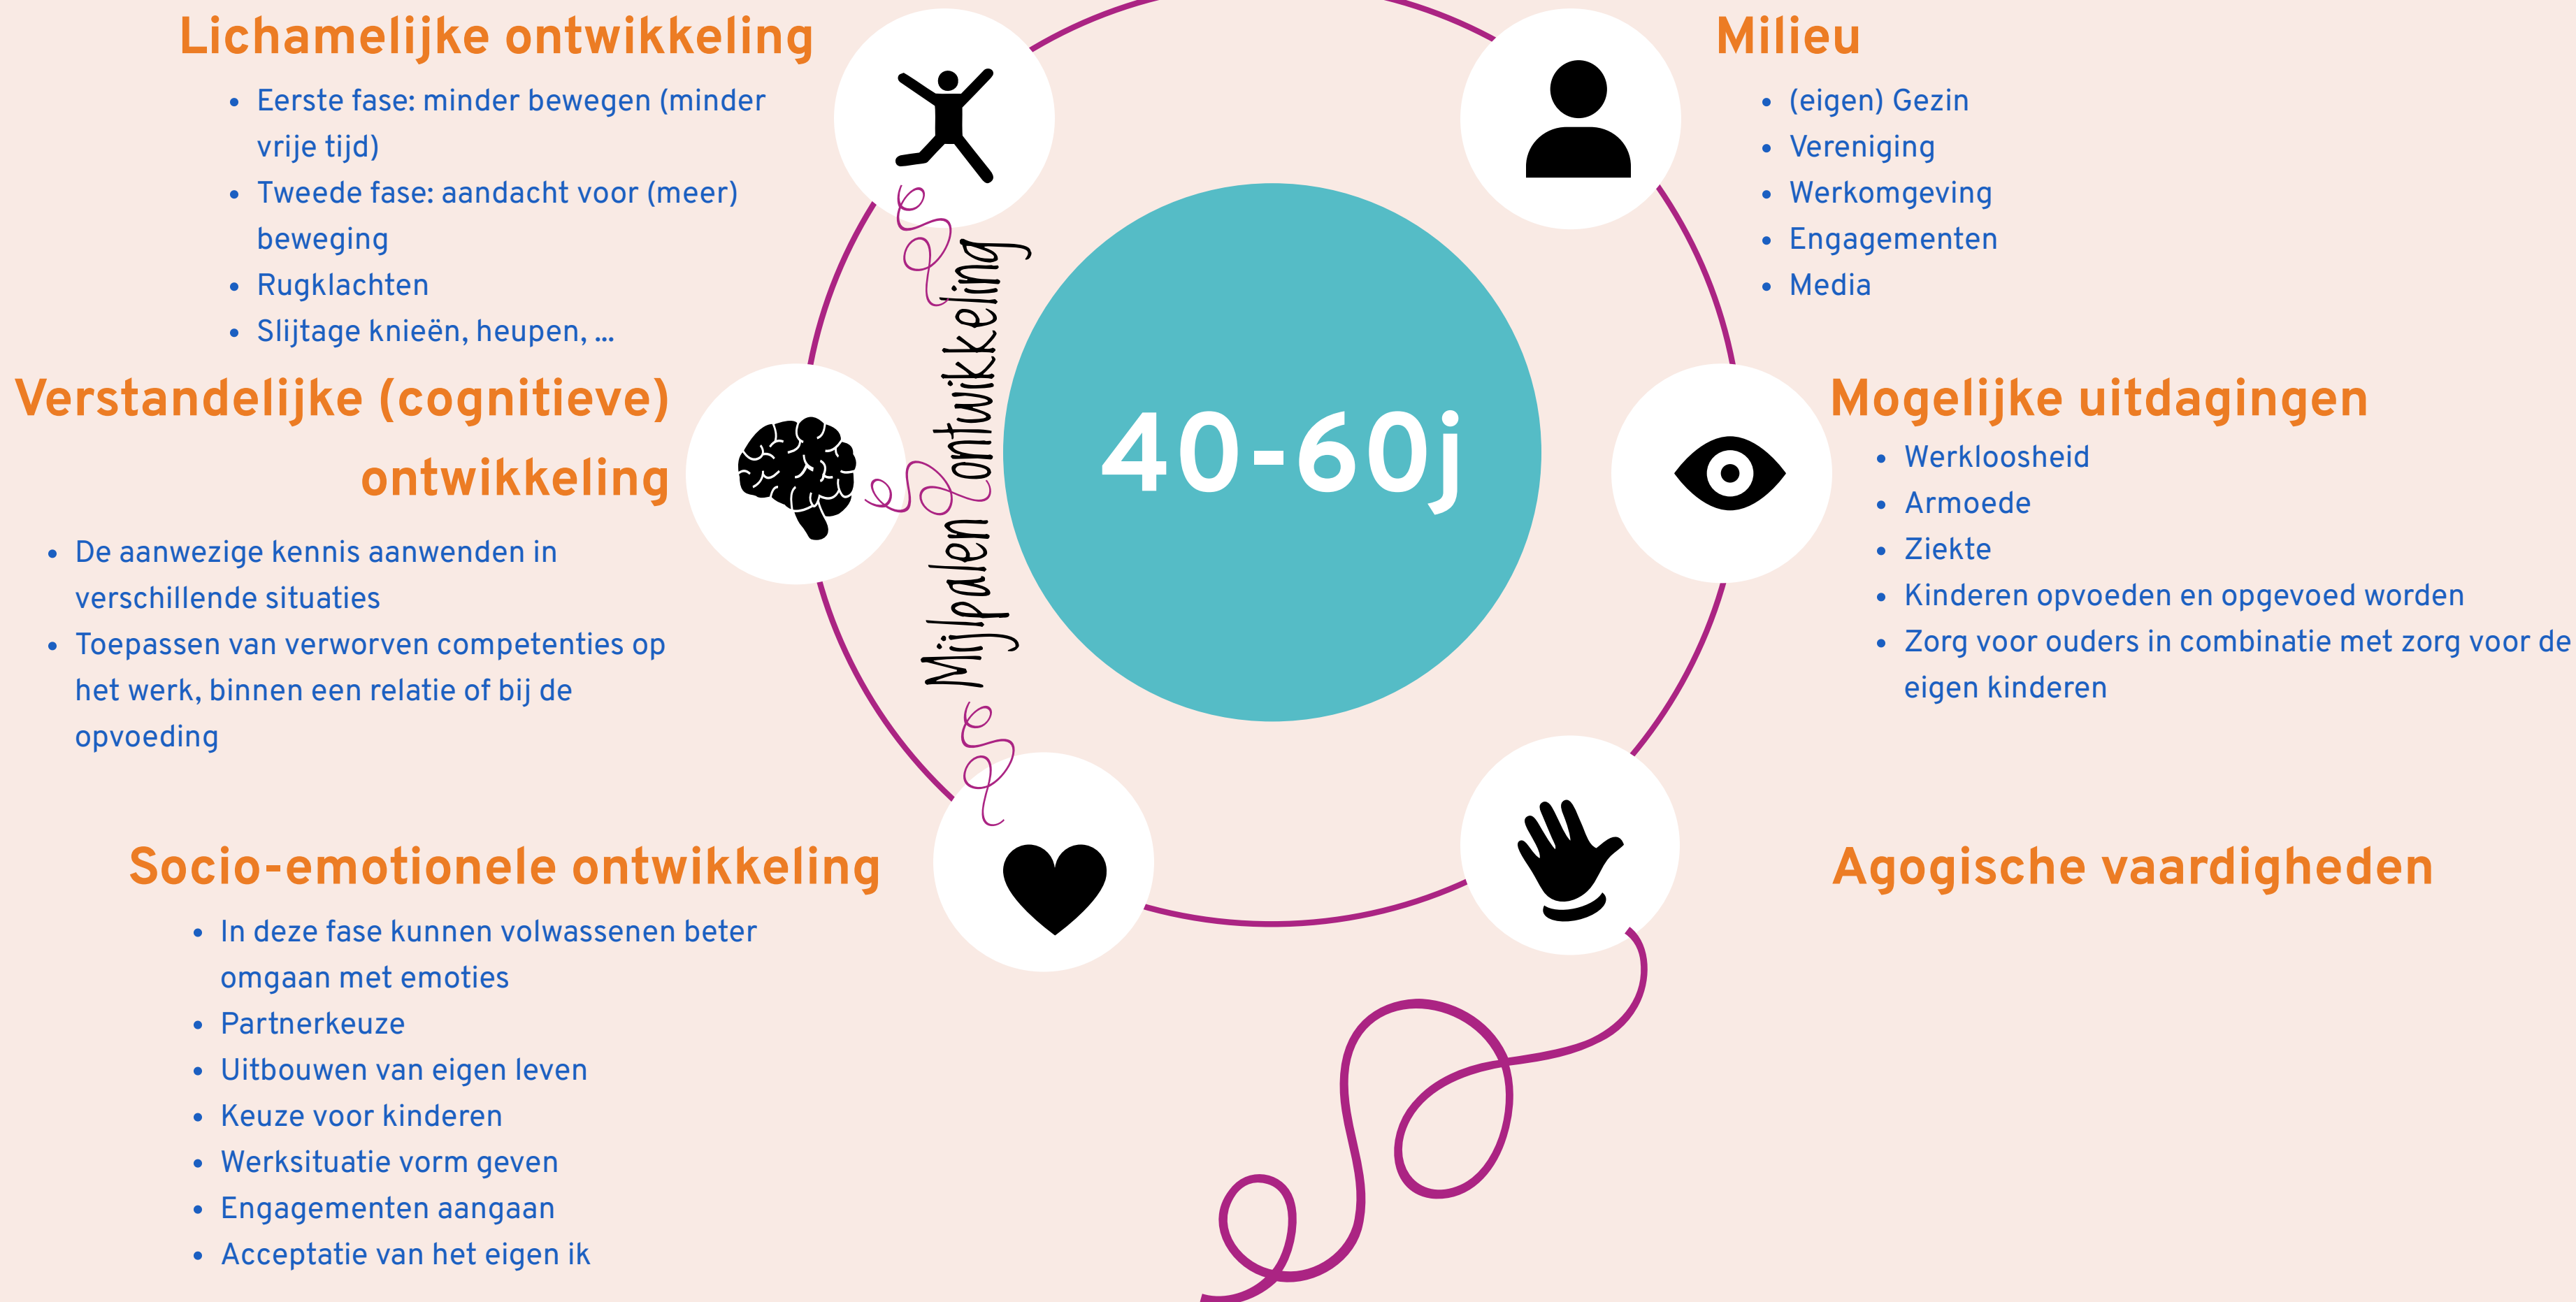 Lichamelijke ontwikkeling
Eerste fase: minder bewegen (minder
vrije tijd)
Tweede fase: aandacht voor (meer)
beweging
Rugklachten
Slijtage knieën, heupen, ...
Verstandelijke (cognitieve)
ontwikkeling
De aanwezige kennis aanwenden in
verschillende situaties
Toepassen van verworven competenties op
het werk, binnen een relatie of bij de
opvoeding
Socio-emotionele ontwikkeling
In deze fase kunnen volwassenen beter
omgaan met emoties
Partnerkeuze
Uitbouwen van eigen leven
Keuze voor kinderen
Werksituatie vorm geven
Engagementen aangaan
Acceptatie van het eigen ik
Mijlpalen ontwikkeling
40-60j
Milieu
(eigen) Gezin
Vereniging
Werkomgeving
Engagementen
Media
Mogelijke uitdagingen
Werkloosheid
Armoede
Ziekte
Kinderen opvoeden en opgevoed worden
Zorg voor ouders in combinatie met zorg voor de
eigen kinderen
Agogische vaardigheden